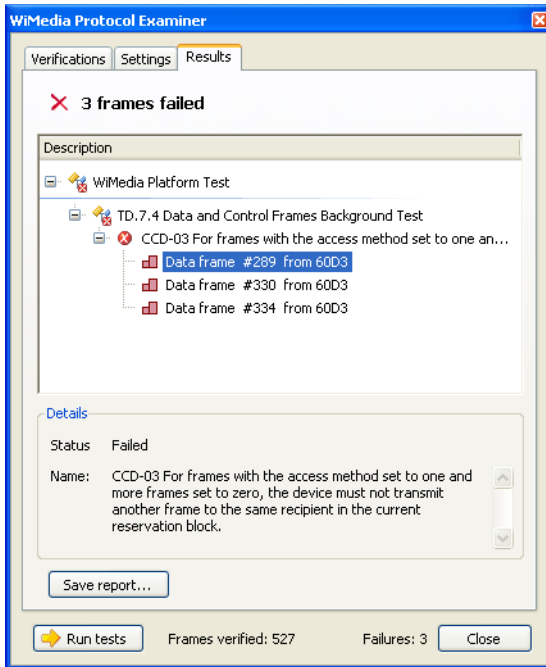 WiMedia Protocol Examiner
Verifications Settings Results
3 frames failed
Description
WiMedia Platform Test
TD.7.4 Data and Control Frames Background Test
CCD-03 For frames with the access method set to one an...
Data frame #289 from 60D3
Data frame #330 from 60D3
Data frame #334 from 60D3
Details
Status Failed
Name: CCD-03 For frames with the access method set to one and
more frames set to zero, the device must not transmit
another frame to the same recipient in the current
reservation block.
Save report...
Run tests Frames verified: 527 Failures: 3 Close